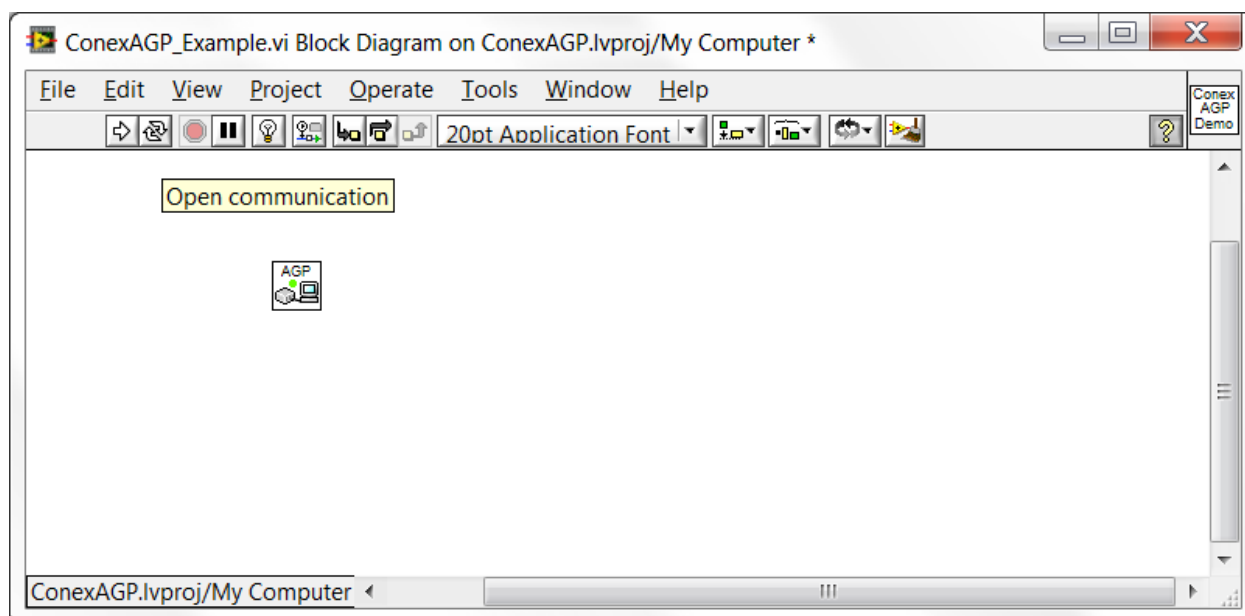 ConexAGP_Example.vi Block Diagram on ConexAGP.lvproj/My Computer *
File Edit View Project Operate Tools Window Help
Conex
AGP
Demo
20pt Application Font
?
Open communication
AGP
ConexAGP.lvproj/My Computer